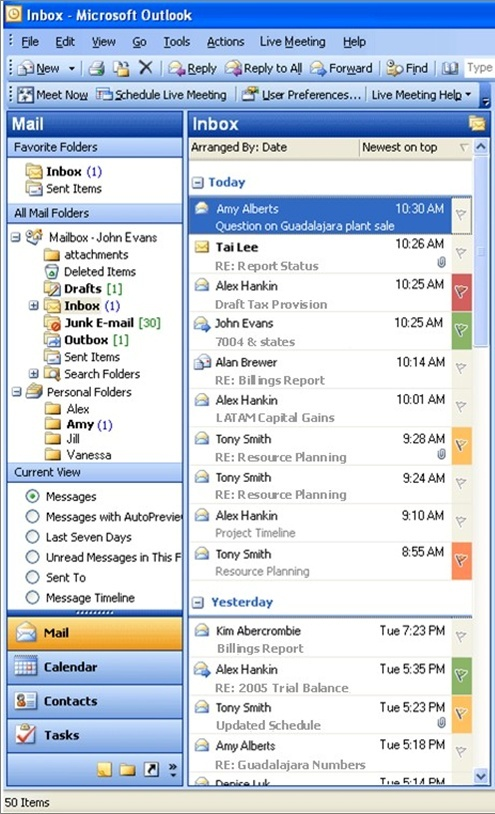 Inbox - Microsoft Outlook
File Edit View Go Tools Actions Live Meeting Help
New Reply Reply to All Forward Find Type
Meet Now Schedule Live Meeting User Preferences... Live Meeting Help
Mail
Favorite Folders
Inbox (1)
Sent Items
All Mail Folders
Mailbox - John Evans
attachments
Deleted Items
Drafts [1]
Inbox (1)
Junk E-mail [30]
Outbox [1]
Sent Items
Search Folders
Personal Folders
Alex
Amy (1)
Jill
Vanessa
Current View
Messages
Messages with AutoPreview
Last Seven Days
Unread Messages in This F
Sent To
Message Timeline
Mail
Calendar
Contacts
Tasks
Inbox
Arranged By: Date Newest on top
Today
Amy Alberts 10:30 AM
Question on Guadalajara plant sale
Tai Lee 10:26 AM
RE: Report Status
Alex Hankin 10:25 AM
Draft Tax Provision
John Evans 10:25 AM
7004 & states
Alan Brewer 10:14 AM
RE: Billings Report
Alex Hankin 10:01 AM
LATAM Capital Gains
Tony Smith 9:28 AM
RE: Resource Planning
Tony Smith 9:24 AM
RE: Resource Planning
Alex Hankin 9:10 AM
Project Timeline
Tony Smith 8:55 AM
Resource Planning
Yesterday
Kim Abercrombie Tue 7:23 PM
Billings Report
Alex Hankin Tue 5:35 PM
RE: 2005 Trial Balance
Tony Smith Tue 5:23 PM
Updated Schedule
Amy Alberts Tue 5:18 PM
RE: Guadalajara Numbers
Denise Luk Tue 5:14 PM
50 Items